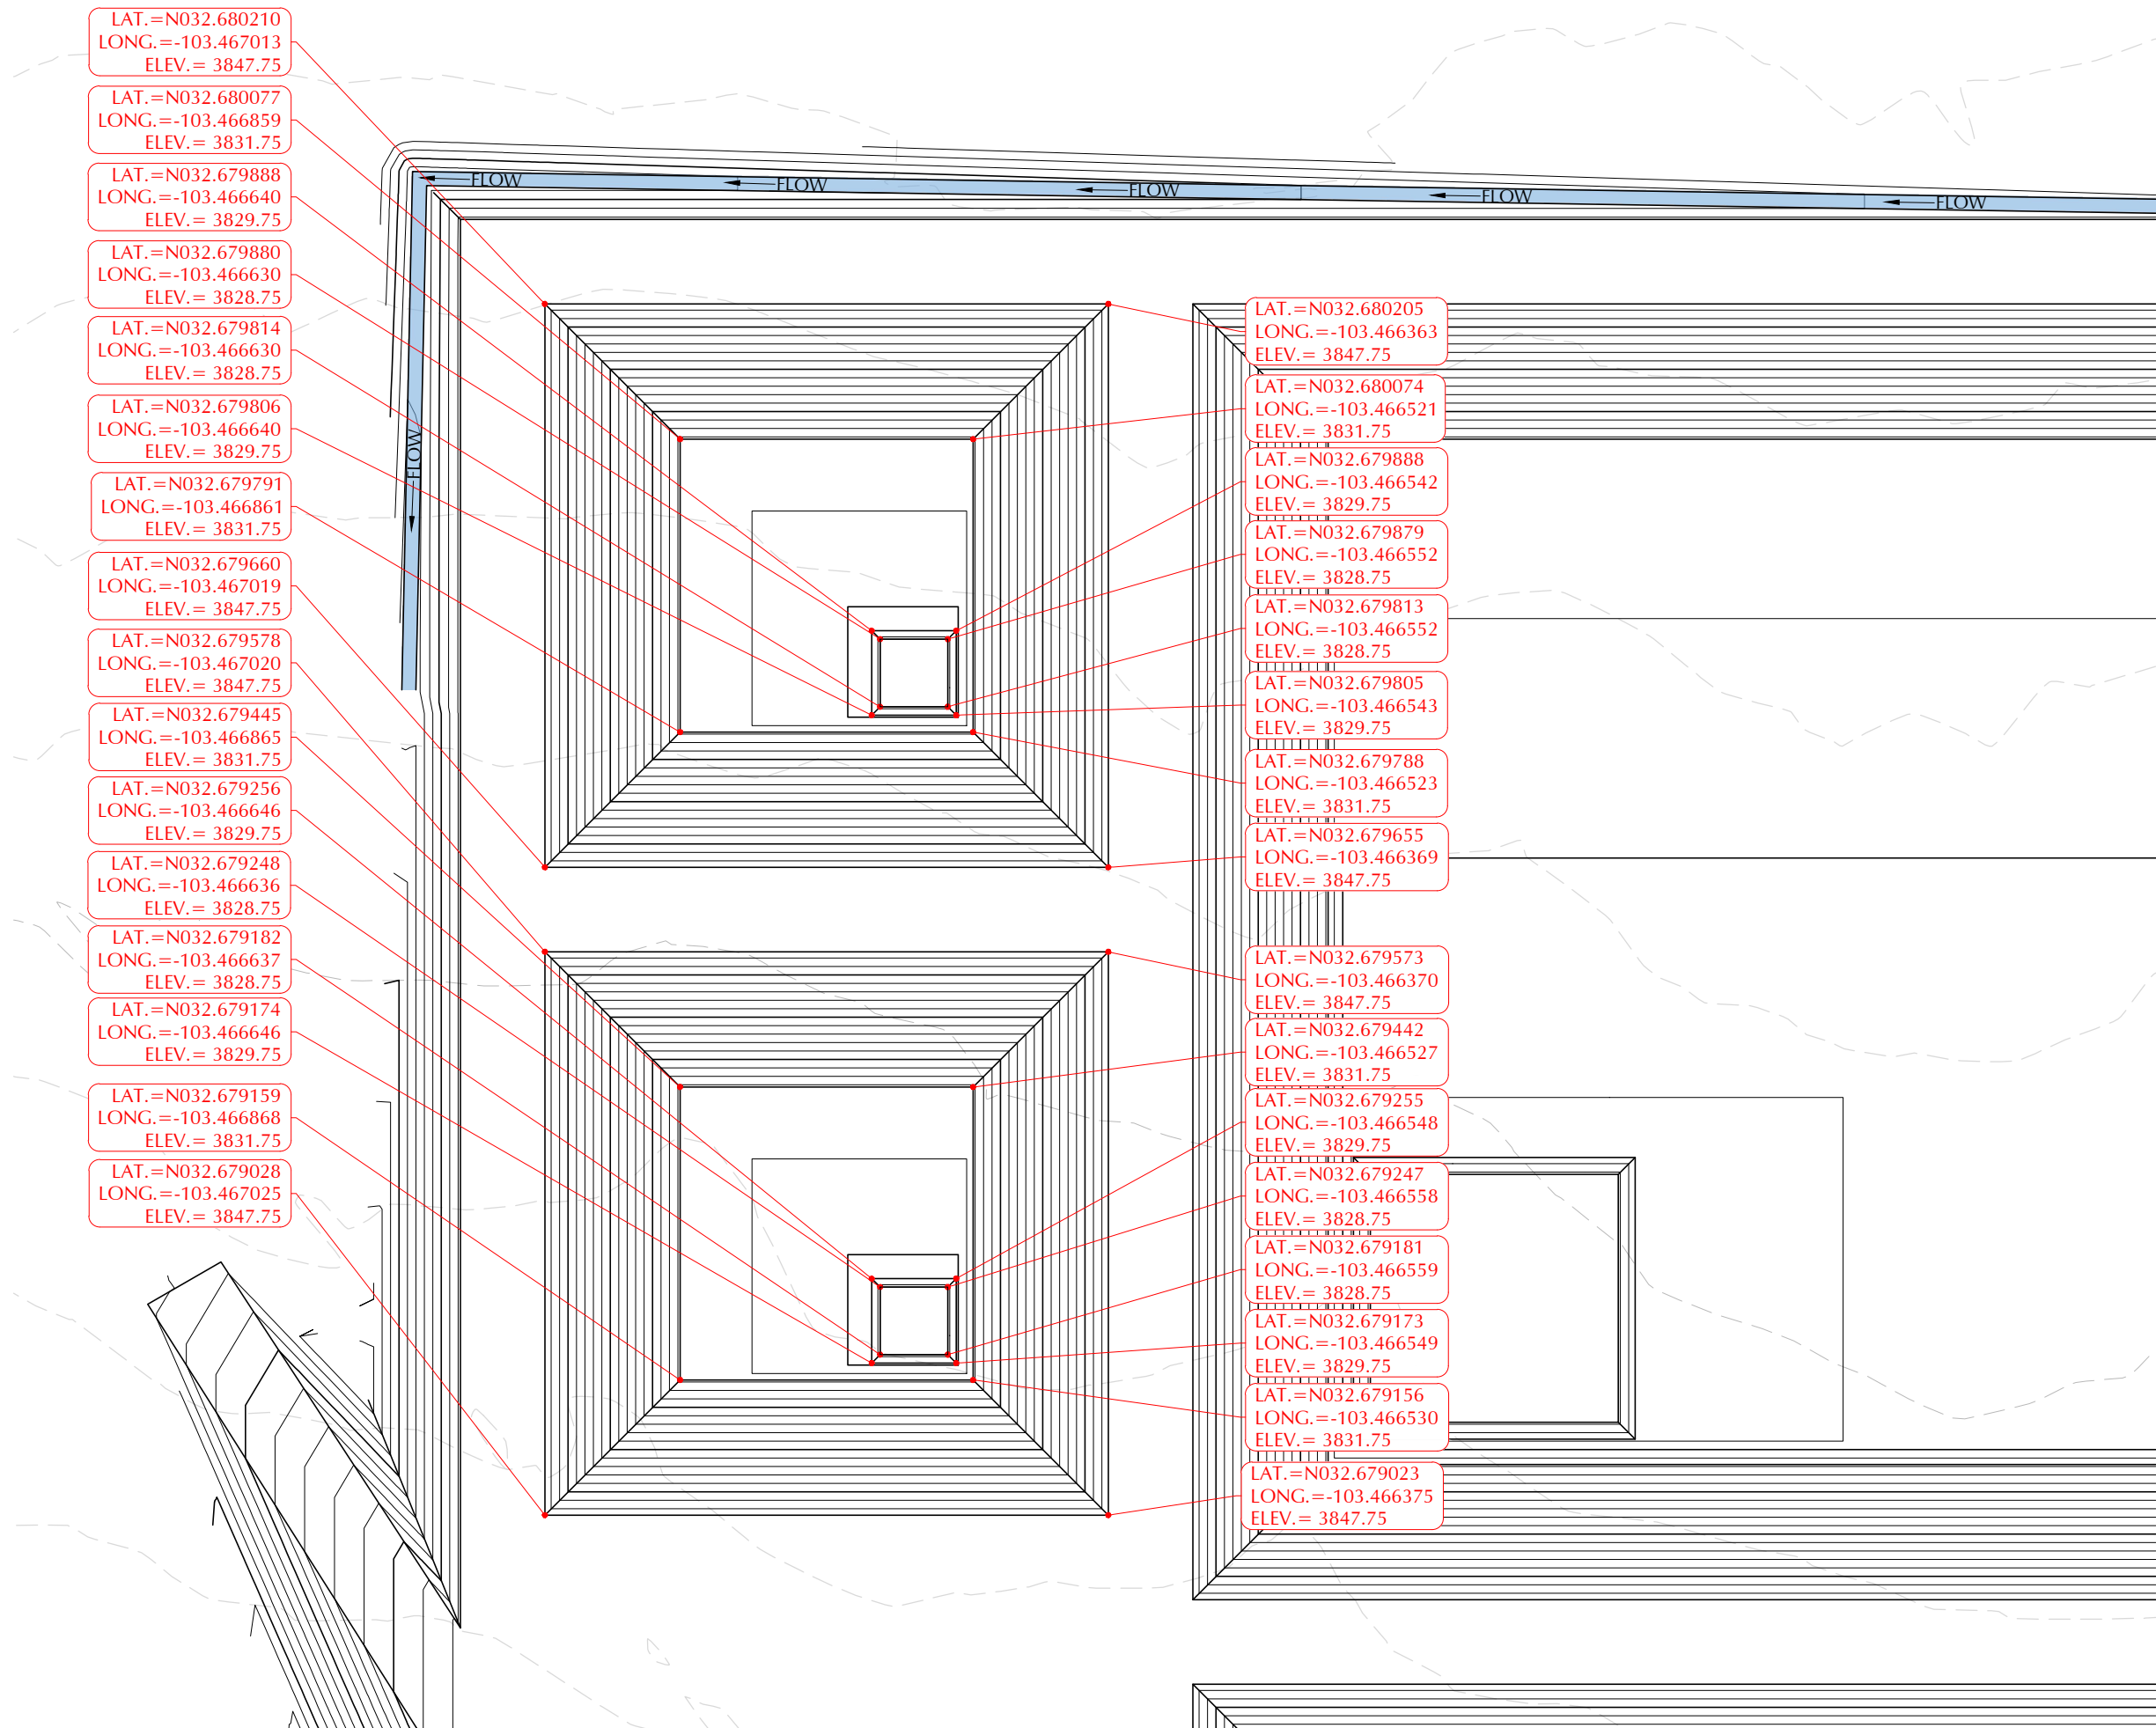 LAT.=N032.680210
LONG.=-103.467013
ELEV.= 3847.75
LAT.=N032.680077
LONG.=-103.466859
ELEV.= 3831.75
LAT.=N032.679888
LONG.=-103.466640
ELEV.= 3829.75
LAT.=N032.679880
LONG.=-103.466630
ELEV.= 3828.75
LAT.=N032.679814
LONG.=-103.466630
ELEV.= 3828.75
LAT.=N032.679806
LONG.=-103.466640
ELEV.= 3829.75
LAT.=N032.679791
LONG.=-103.466861
ELEV.= 3831.75
LAT.=N032.679660
LONG.=-103.467019
ELEV.= 3847.75
LAT.=N032.679578
LONG.=-103.467020
ELEV.= 3847.75
LAT.=N032.679445
LONG.=-103.466865
ELEV.= 3831.75
LAT.=N032.679256
LONG.=-103.466646
ELEV.= 3829.75
LAT.=N032.679248
LONG.=-103.466636
ELEV.= 3828.75
LAT.=N032.679182
LONG.=-103.466637
ELEV.= 3828.75
LAT.=N032.679174
LONG.=-103.466646
ELEV.= 3829.75
LAT.=N032.679159
LONG.=-103.466868
ELEV.= 3831.75
LAT.=N032.679028
LONG.=-103.467025
ELEV.= 3847.75
FLOW
FLOW
FLOW
FLOW
FLOW
FLOW
LAT.=N032.680205
LONG.=-103.466363
ELEV.= 3847.75
LAT.=N032.680074
LONG.=-103.466521
ELEV.= 3831.75
LAT.=N032.679888
LONG.=-103.466542
ELEV.= 3829.75
LAT.=N032.679879
LONG.=-103.466552
ELEV.= 3828.75
LAT.=N032.679813
LONG.=-103.466552
ELEV.= 3828.75
LAT.=N032.679805
LONG.=-103.466543
ELEV.= 3829.75
LAT.=N032.679788
LONG.=-103.466523
ELEV.= 3831.75
LAT.=N032.679655
LONG.=-103.466369
ELEV.= 3847.75
LAT.=N032.679573
LONG.=-103.466370
ELEV.= 3847.75
LAT.=N032.679442
LONG.=-103.466527
ELEV.= 3831.75
LAT.=N032.679255
LONG.=-103.466548
ELEV.= 3829.75
LAT.=N032.679247
LONG.=-103.466558
ELEV.= 3828.75
LAT.=N032.679181
LONG.=-103.466559
ELEV.= 3828.75
LAT.=N032.679173
LONG.=-103.466549
ELEV.= 3829.75
LAT.=N032.679156
LONG.=-103.466530
ELEV.= 3831.75
LAT.=N032.679023
LONG.=-103.466375
ELEV.= 3847.75